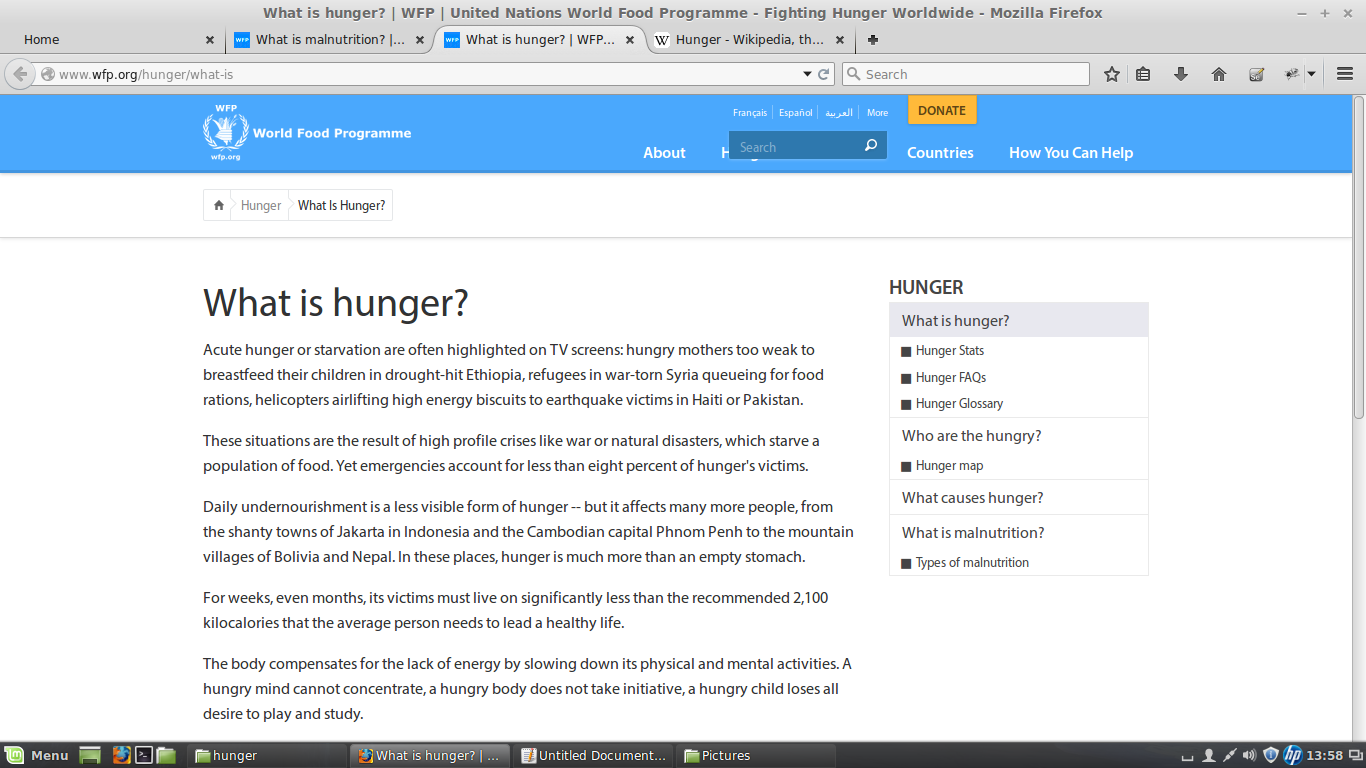 What is hunger? | WFP | United Nations World Food Programme - Fighting Hunger Worldwide - Mozilla Firefox
Home
WFP What is malnutrition? |...
WFP What is hunger? | WFP...
W Hunger - Wikipedia, th...
www.wfp.org/hunger/what-is
Search
WFP
World Food Programme
wfp.org
Français Español العربية More
DONATE
Search
About
Countries
How You Can Help
Hunger
What Is Hunger?
What is hunger?
Acute hunger or starvation are often highlighted on TV screens: hungry mothers too weak to
breastfeed their children in drought-hit Ethiopia, refugees in war-torn Syria queueing for food
rations, helicopters airlifting high energy biscuits to earthquake victims in Haiti or Pakistan.
These situations are the result of high profile crises like war or natural disasters, which starve a
population of food. Yet emergencies account for less than eight percent of hunger's victims.
Daily undernourishment is a less visible form of hunger -- but it affects many more people, from
the shanty towns of Jakarta in Indonesia and the Cambodian capital Phnom Penh to the mountain
villages of Bolivia and Nepal. In these places, hunger is much more than an empty stomach.
For weeks, even months, its victims must live on significantly less than the recommended 2,100
kilocalories that the average person needs to lead a healthy life.
The body compensates for the lack of energy by slowing down its physical and mental activities. A
hungry mind cannot concentrate, a hungry body does not take initiative, a hungry child loses all
desire to play and study.
HUNGER
What is hunger?
Hunger Stats
Hunger FAQs
Hunger Glossary
Who are the hungry?
Hunger map
What causes hunger?
What is malnutrition?
Types of malnutrition
Menu
hunger
What is hunger? | ...
Untitled Document...
Pictures
hp
13:58